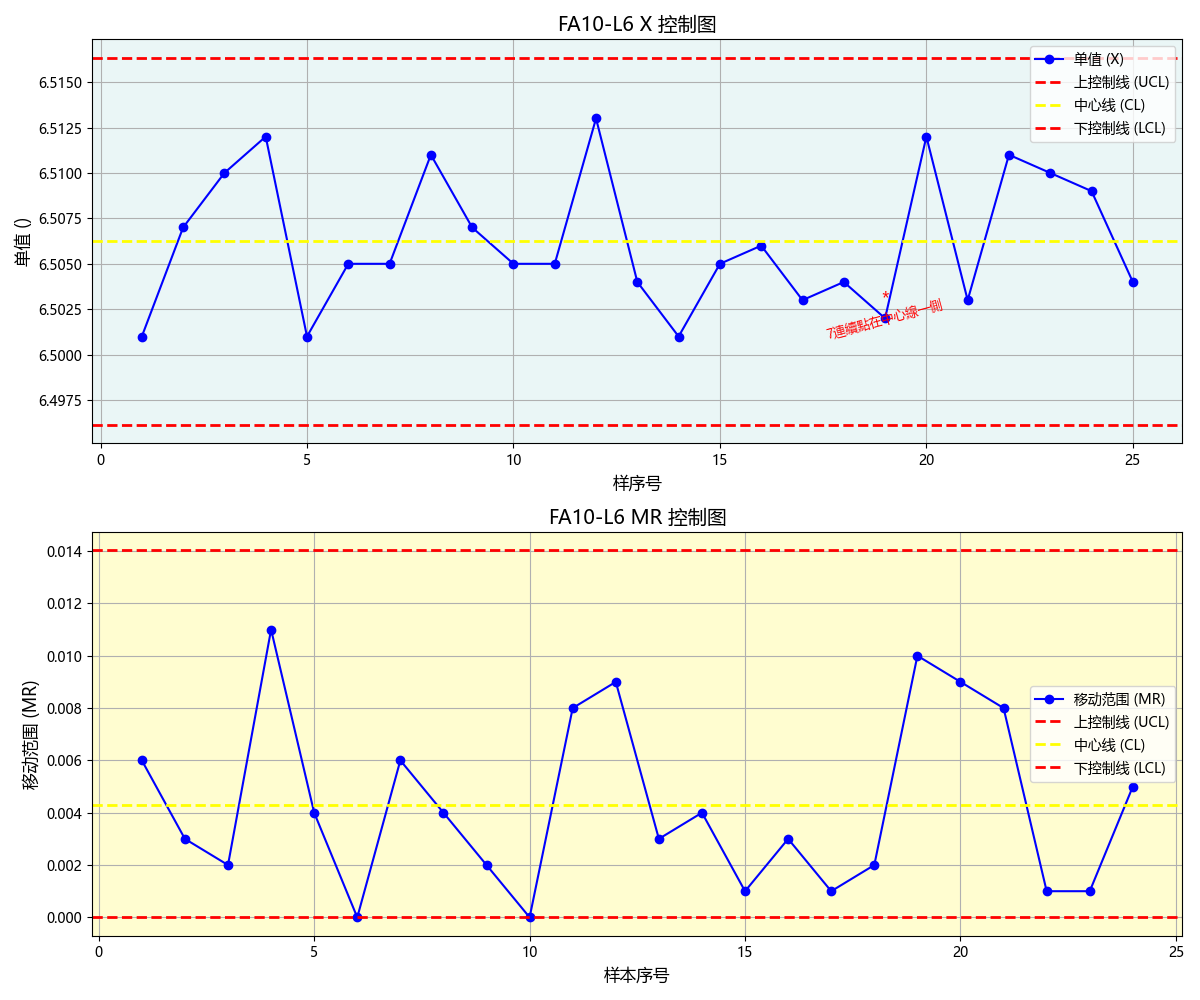 FA10-L6 X 控制图
单值 ()
6.5150
6.5125
6.5100
6.5075
6.5050
6.5025
6.5000
6.4975
单值 (X)
上控制线 (UCL)
中心线 (CL)
下控制线 (LCL)
*
7連續點在中心線一側
0
5
10
15
20
25
样序号
FA10-L6 MR 控制图
移动范围 (MR)
0.014
0.012
0.010
0.008
0.006
0.004
0.002
0.000
移动范围 (MR)
上控制线 (UCL)
中心线 (CL)
下控制线 (LCL)
0
5
10
15
20
25
样本序号